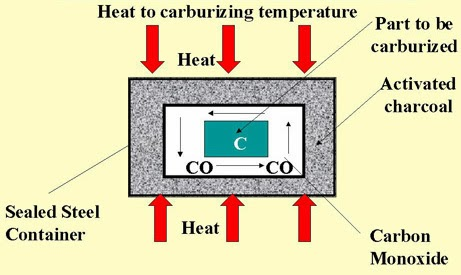 Heat to carburizing temperature
Part to be
carburized
Heat
Activated
charcoal
C
CO
CO
Sealed Steel
Container
Heat
Carbon
Monoxide